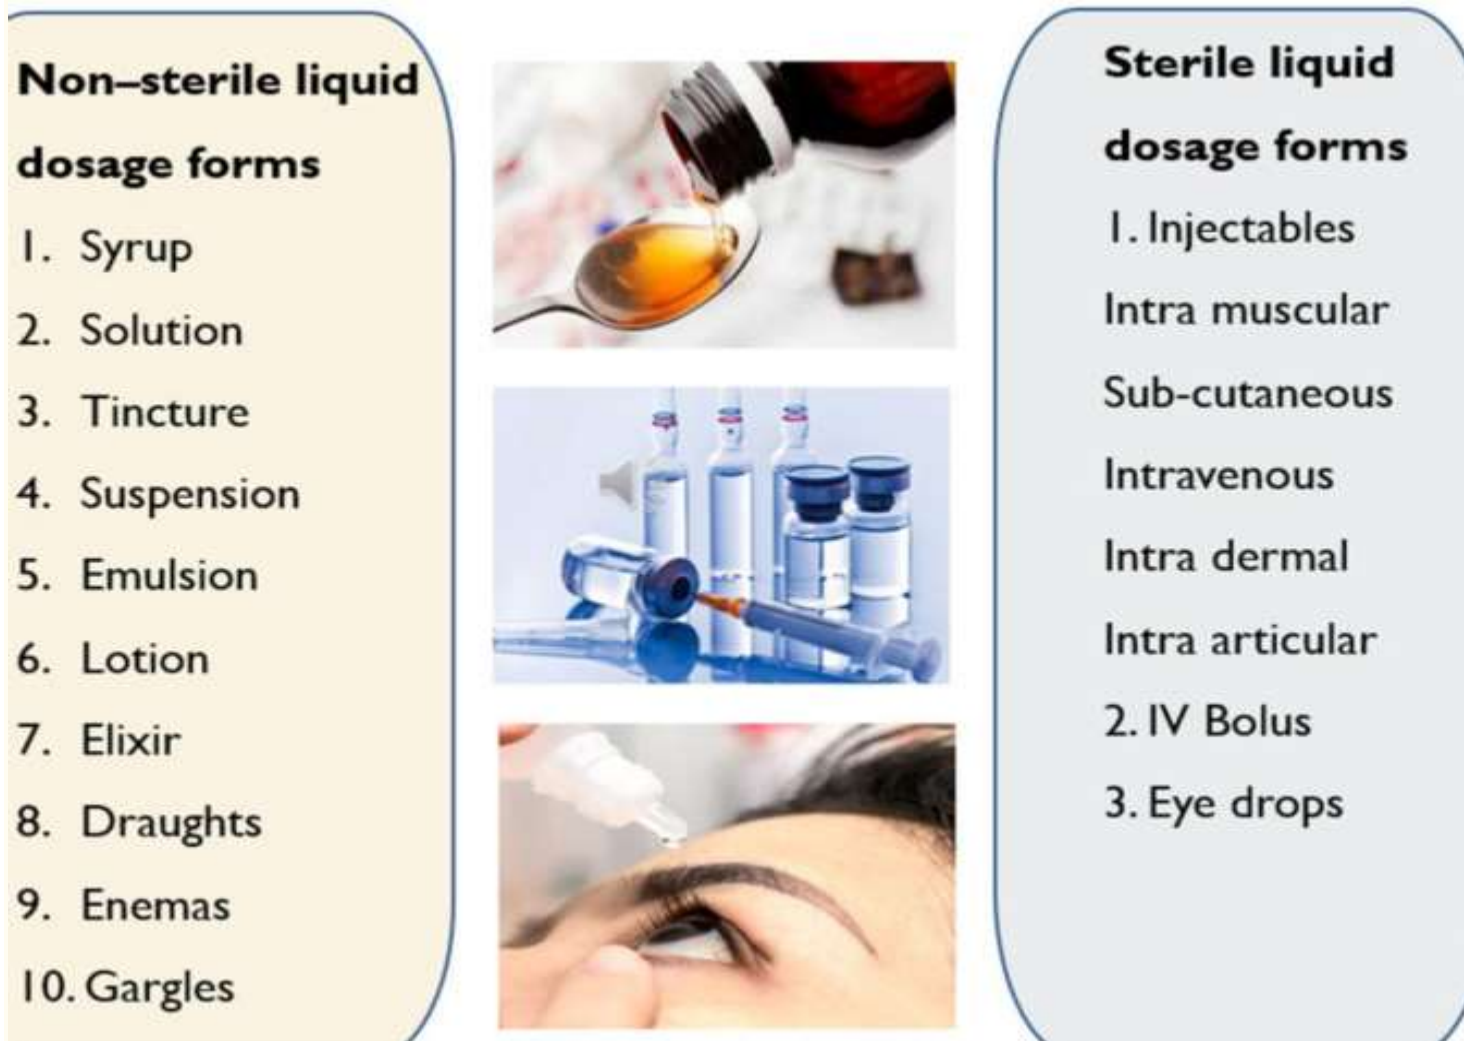 Non–sterile liquid
dosage forms
1. Syrup
2. Solution
3. Tincture
4. Suspension
5. Emulsion
6. Lotion
7. Elixir
8. Draughts
9. Enemas
10. Gargles
Sterile liquid
dosage forms
1. Injectables
Intra muscular
Sub-cutaneous
Intravenous
Intra dermal
Intra articular
2. IV Bolus
3. Eye drops